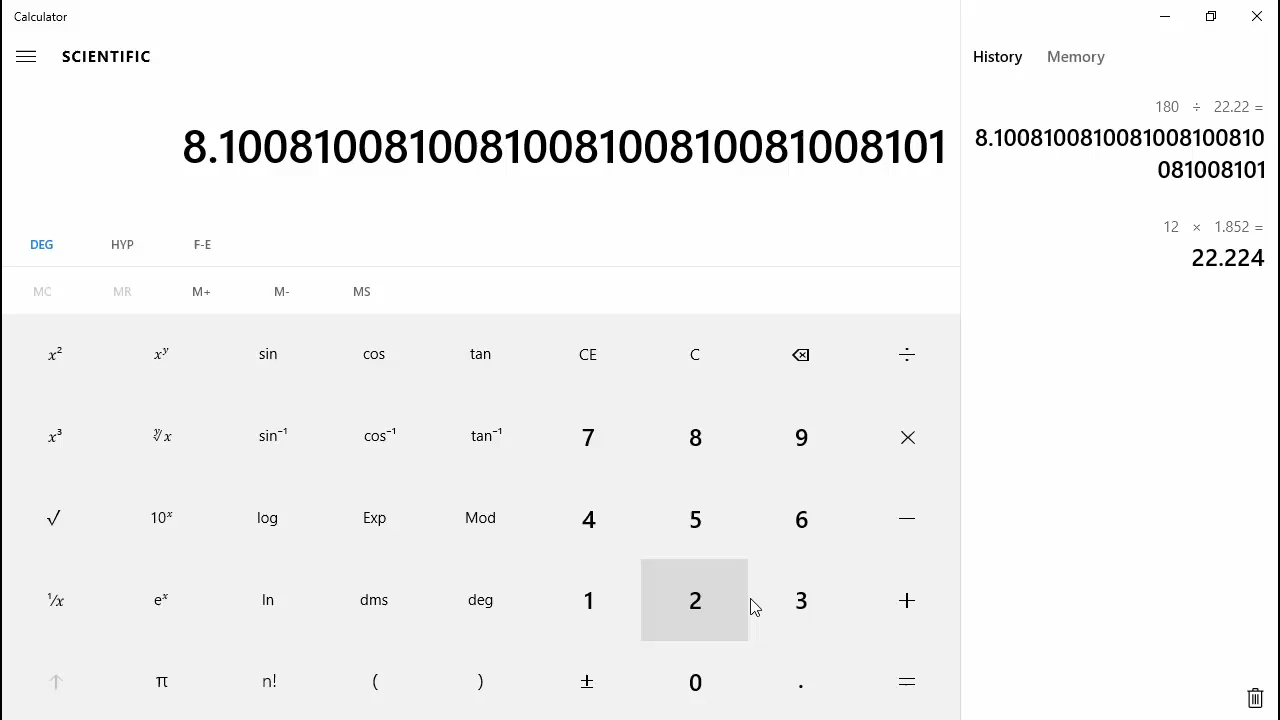 Calculator
SCIENTIFIC
History Memory
180 ÷ 22.22 =
8.1008100810081008100810
081008101
12 × 1.852 =
22.224
8.1008100810081008100810081008101
DEG HYP F-E
MC MR M+ M- MS
x² xʸ sin cos tan CE C ⌫ ÷
x³ ʸ√x sin⁻¹ cos⁻¹ tan⁻¹ 7 8 9 ×
√ 10ˣ log Exp Mod 4 5 6 −
¹/x eˣ ln dms deg 1 2 3 +
↑ π n! ( ) ± 0 . =